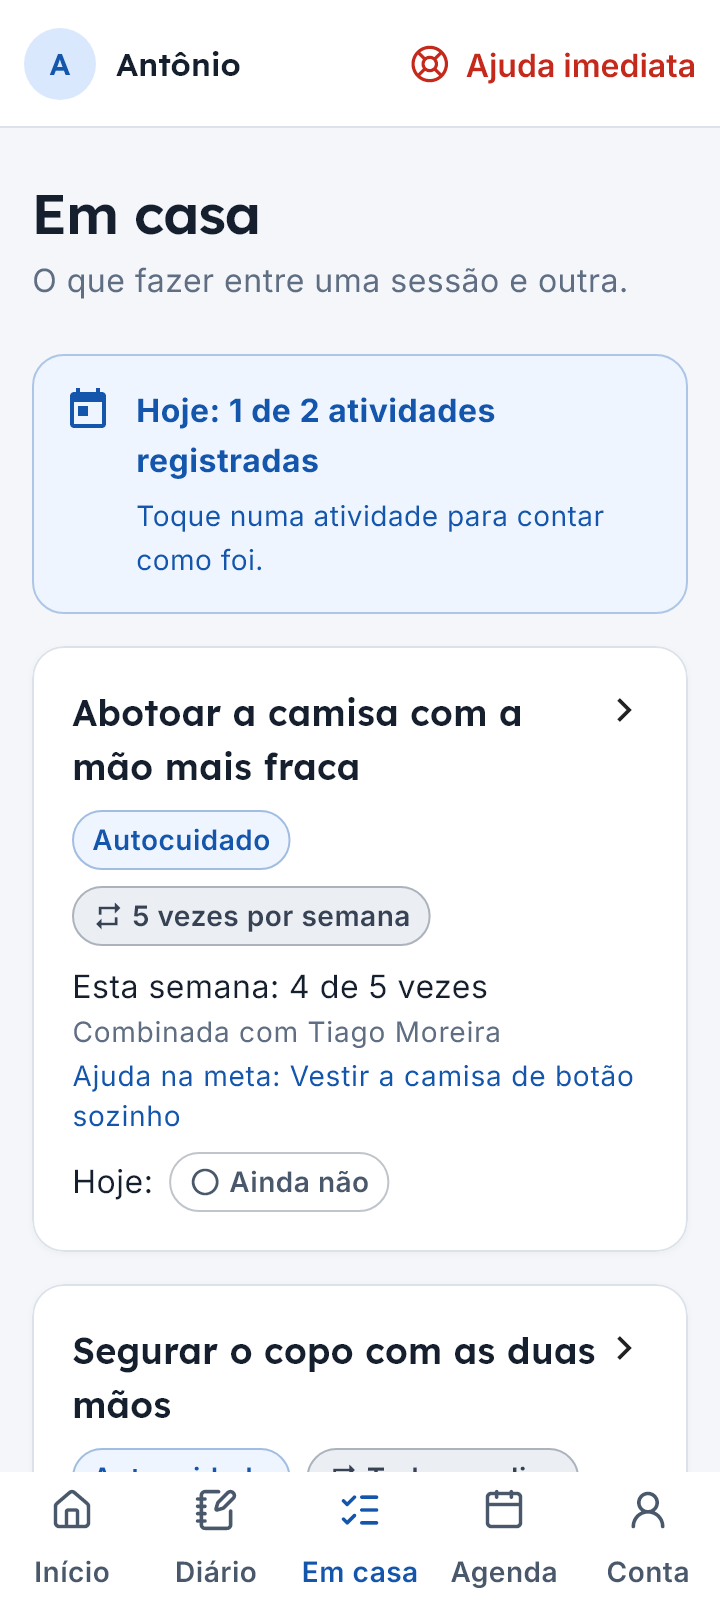 A Antônio Ajuda imediata
Em casa
O que fazer entre uma sessão e outra.
Hoje: 1 de 2 atividades
registradas
Toque numa atividade para contar
como foi.
Abotoar a camisa com a
mão mais fraca
Autocuidado
5 vezes por semana
Esta semana: 4 de 5 vezes
Combinada com Tiago Moreira
Ajuda na meta: Vestir a camisa de botão
sozinho
Hoje: Ainda não
Segurar o copo com as duas
mãos
Início Diário Em casa Agenda Conta